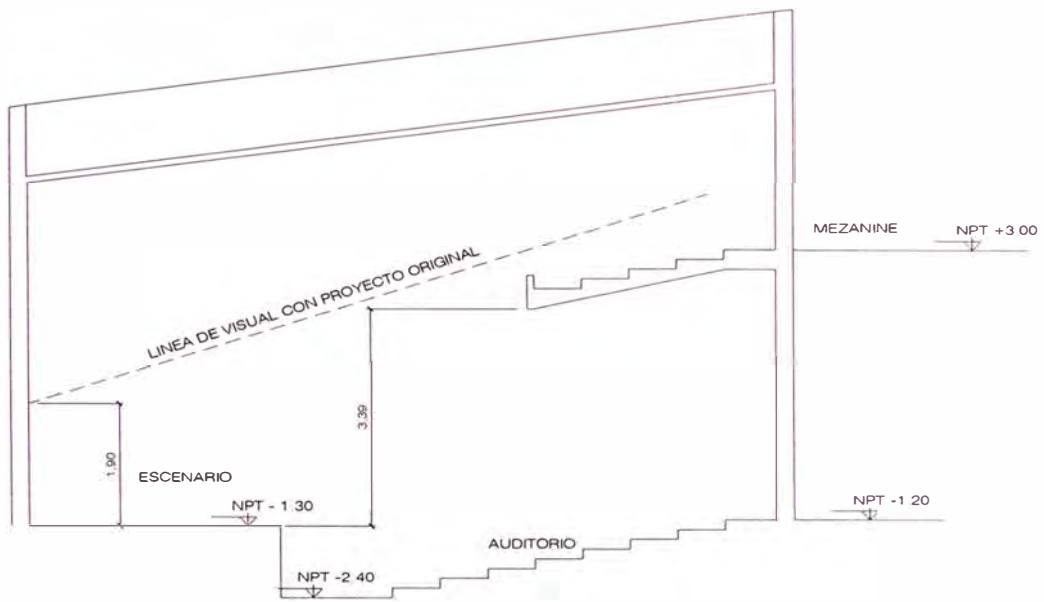 MEZANINE
NPT +3 00
LINEA DE VISUAL CON PROYECTO ORIGINAL
3,39
1,90
ESCENARIO
NPT - 1 30
NPT -1 20
AUDITORIO
NPT -2 40